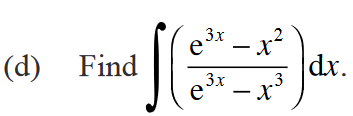 (d) Find ∫ ( (e^{3x} − x^2) / (e^{3x} − x^3) ) dx.